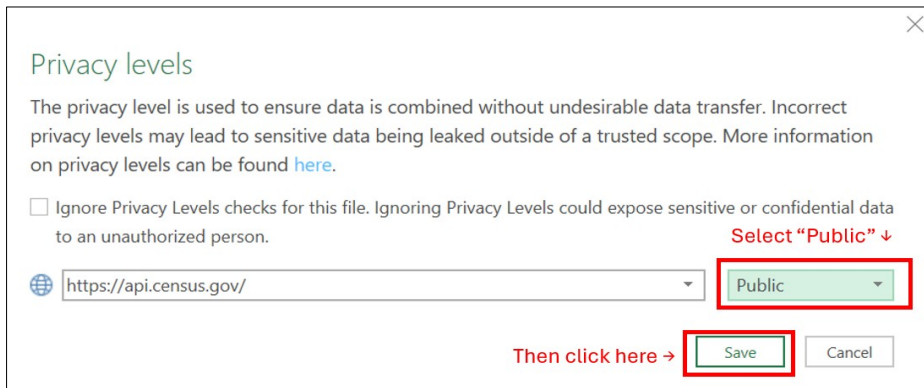 Privacy levels
The privacy level is used to ensure data is combined without undesirable data transfer. Incorrect
privacy levels may lead to sensitive data being leaked outside of a trusted scope. More information
on privacy levels can be found here.
Ignore Privacy Levels checks for this file. Ignoring Privacy Levels could expose sensitive or confidential data
to an unauthorized person.
Select “Public” ↓
https://api.census.gov/ Public
Then click here → Save Cancel